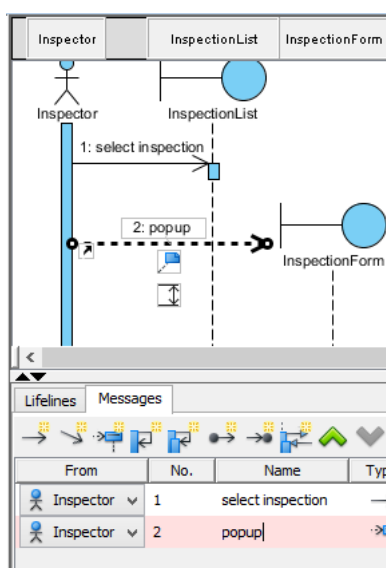 Inspector InspectionList InspectionForm
Inspector InspectionList
1: select inspection
2: popup
InspectionForm
Lifelines Messages
From No. Name Typ
Inspector 1 select inspection
Inspector 2 popup